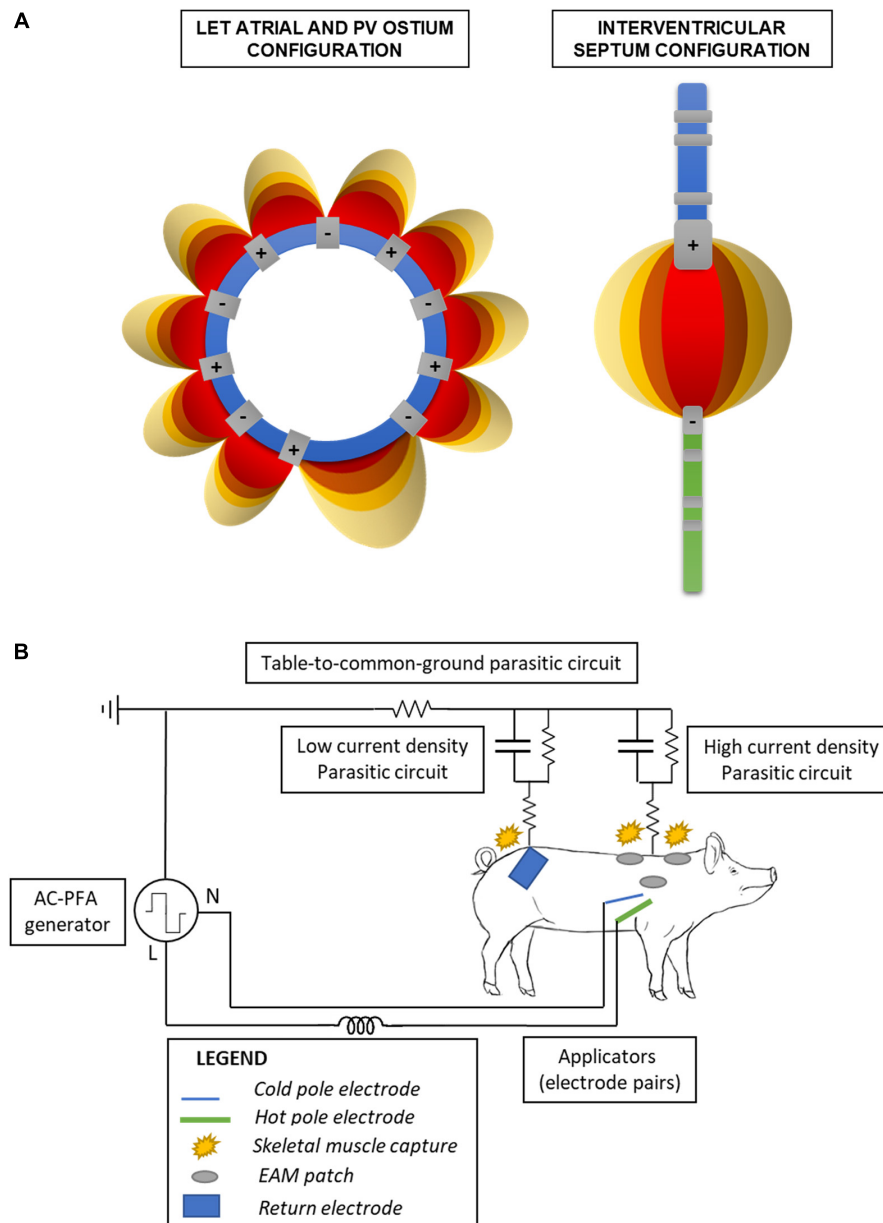 A
LET ATRIAL AND PV OSTIUM
CONFIGURATION
INTERVENTRICULAR
SEPTUM CONFIGURATION
-
+
+
-
-
+
+
-
-
+
+
-
B
Table-to-common-ground parasitic circuit
Low current density
Parasitic circuit
High current density
Parasitic circuit
AC-PFA
generator
N
L
Applicators
(electrode pairs)
LEGEND
Cold pole electrode
Hot pole electrode
Skeletal muscle capture
EAM patch
Return electrode